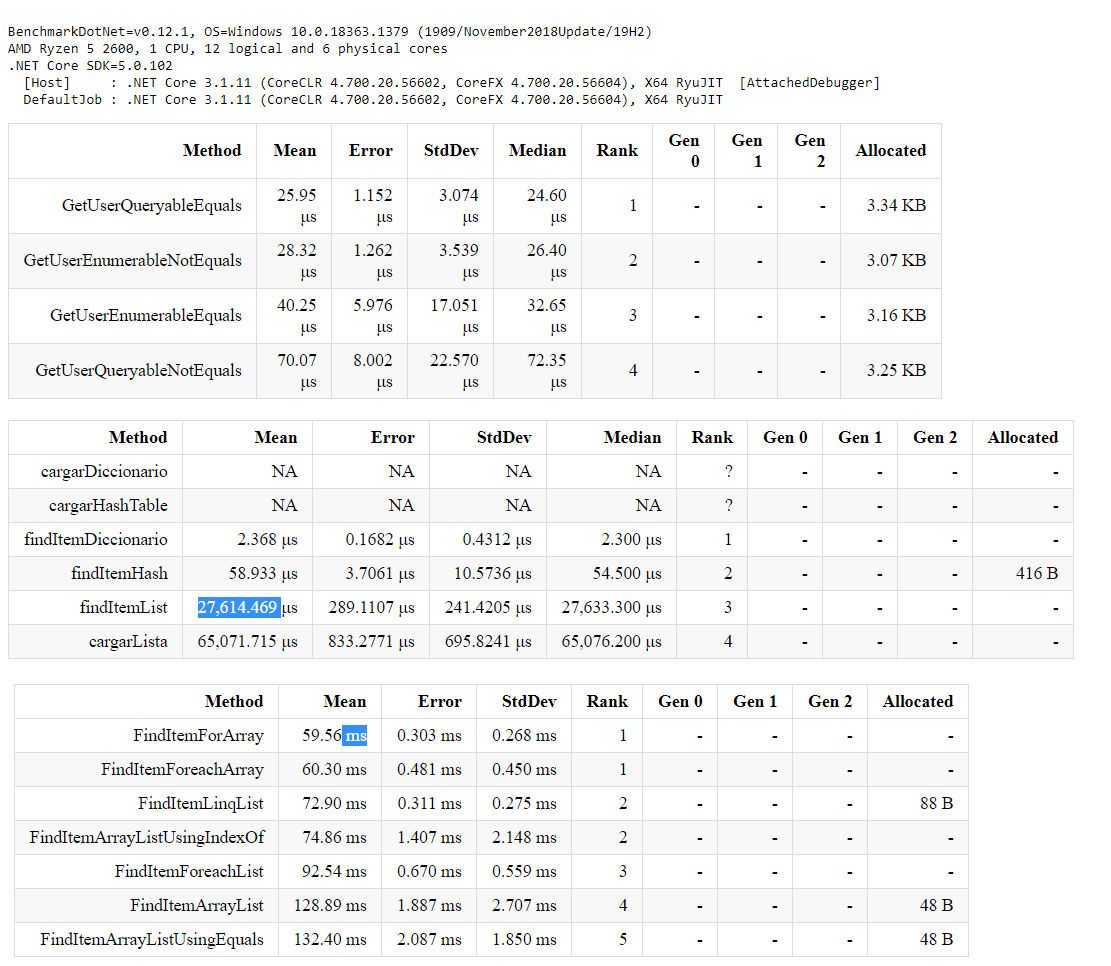 BenchmarkDotNet=v0.12.1, OS=Windows 10.0.18363.1379 (1909/November2018Update/19H2)
AMD Ryzen 5 2600, 1 CPU, 12 logical and 6 physical cores
.NET Core SDK=5.0.102
[Host] : .NET Core 3.1.11 (CoreCLR 4.700.20.56602, CoreFX 4.700.20.56604), X64 RyuJIT [AttachedDebugger]
DefaultJob : .NET Core 3.1.11 (CoreCLR 4.700.20.56602, CoreFX 4.700.20.56604), X64 RyuJIT
Method Mean Error StdDev Median Rank Gen 0 Gen 1 Gen 2 Allocated
GetUserQueryableEquals 25.95 μs 1.152 μs 3.074 μs 24.60 μs 1 - - - 3.34 KB
GetUserEnumerableNotEquals 28.32 μs 1.262 μs 3.539 μs 26.40 μs 2 - - - 3.07 KB
GetUserEnumerableEquals 40.25 μs 5.976 μs 17.051 μs 32.65 μs 3 - - - 3.16 KB
GetUserQueryableNotEquals 70.07 μs 8.002 μs 22.570 μs 72.35 μs 4 - - - 3.25 KB
Method Mean Error StdDev Median Rank Gen 0 Gen 1 Gen 2 Allocated
cargarDiccionario NA NA NA NA ? - - - -
cargarHashTable NA NA NA NA ? - - - -
findItemDiccionario 2.368 μs 0.1682 μs 0.4312 μs 2.300 μs 1 - - - -
findItemHash 58.933 μs 3.7061 μs 10.5736 μs 54.500 μs 2 - - - 416 B
findItemList 27,614.469 μs 289.1107 μs 241.4205 μs 27,633.300 μs 3 - - - -
cargarLista 65,071.715 μs 833.2771 μs 695.8241 μs 65,076.200 μs 4 - - - -
Method Mean Error StdDev Rank Gen 0 Gen 1 Gen 2 Allocated
FindItemForArray 59.56 ms 0.303 ms 0.268 ms 1 - - - -
FindItemForeachArray 60.30 ms 0.481 ms 0.450 ms 1 - - - -
FindItemLinqList 72.90 ms 0.311 ms 0.275 ms 2 - - - 88 B
FindItemArrayListUsingIndexOf 74.86 ms 1.407 ms 2.148 ms 2 - - - -
FindItemForeachList 92.54 ms 0.670 ms 0.559 ms 3 - - - -
FindItemArrayList 128.89 ms 1.887 ms 2.707 ms 4 - - - 48 B
FindItemArrayListUsingEquals 132.40 ms 2.087 ms 1.850 ms 5 - - - 48 B